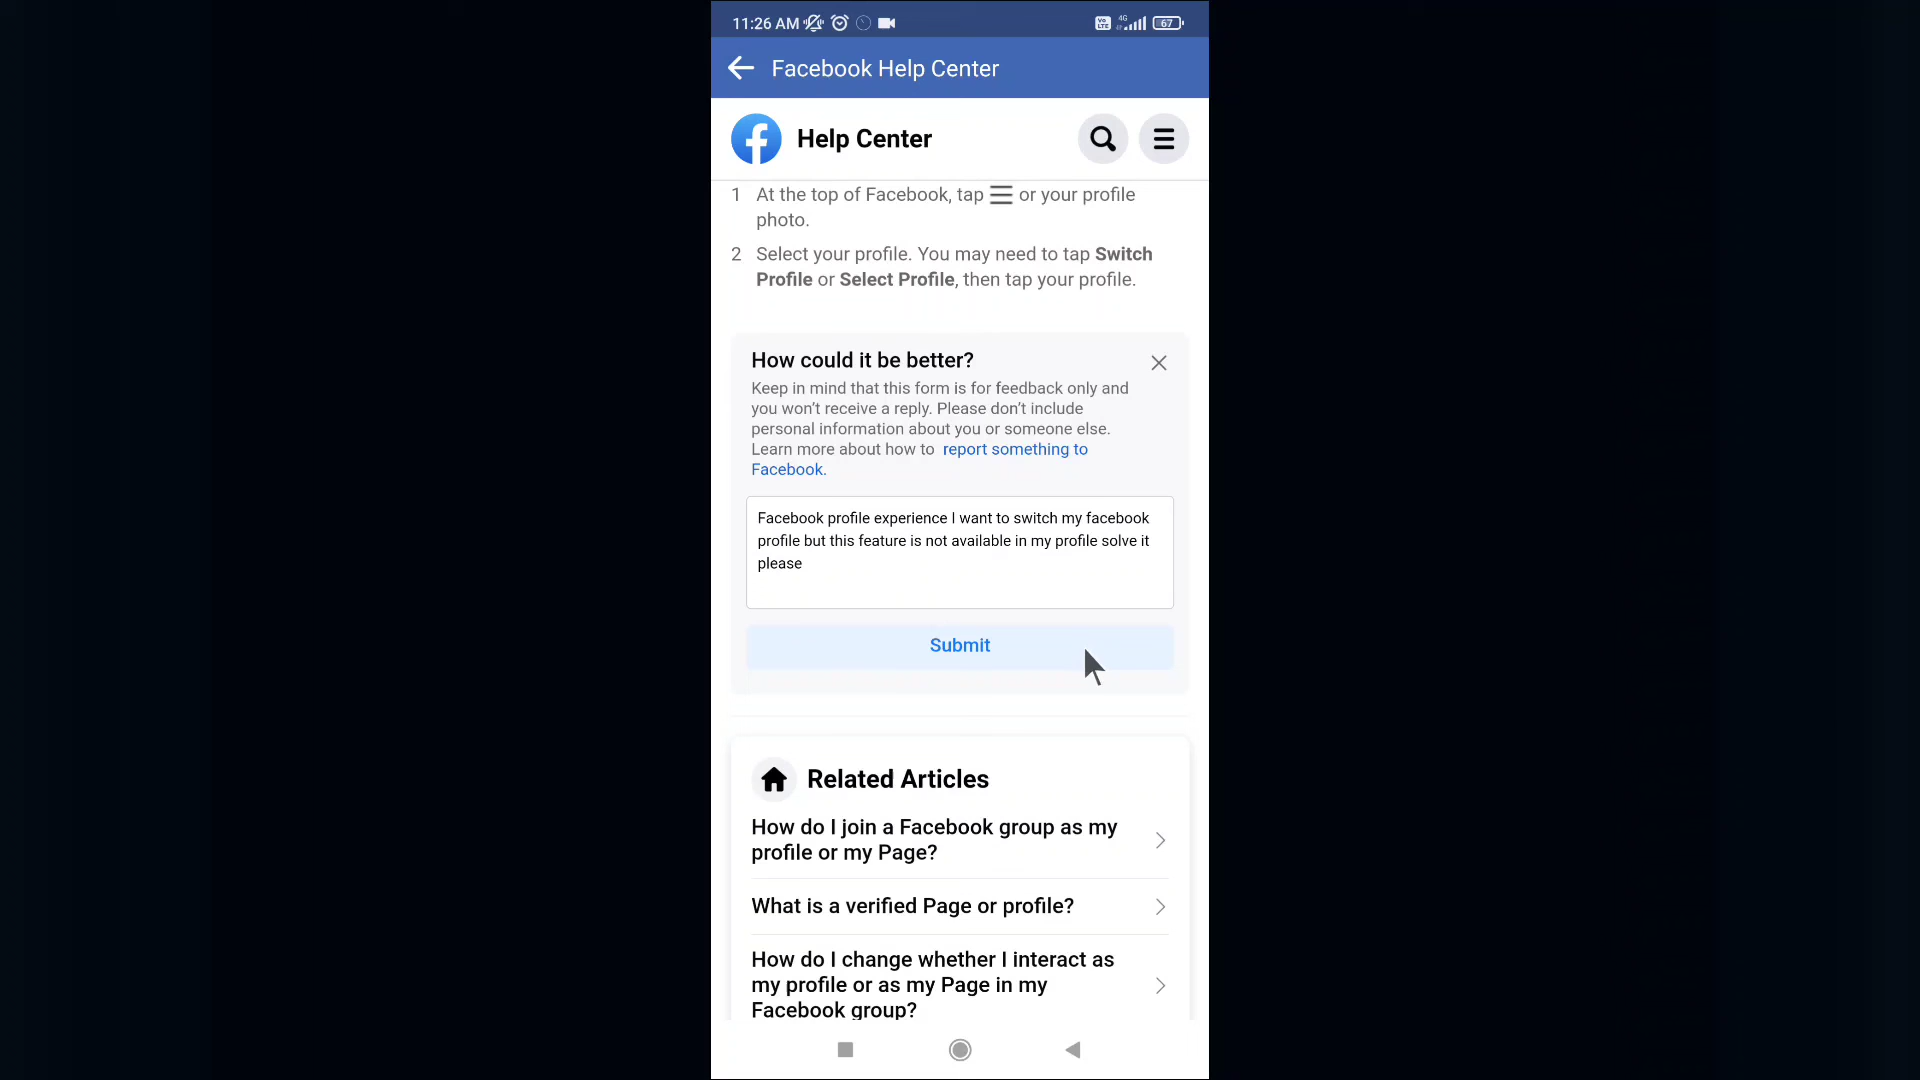 11:26 AM
Vo LTE 4G 67
Facebook Help Center
Help Center
1 At the top of Facebook, tap or your profile
photo.
2 Select your profile. You may need to tap Switch
Profile or Select Profile, then tap your profile.
How could it be better?
Keep in mind that this form is for feedback only and
you won't receive a reply. Please don't include
personal information about you or someone else.
Learn more about how to report something to
Facebook.
Facebook profile experience I want to switch my facebook
profile but this feature is not available in my profile solve it
please
Submit
Related Articles
How do I join a Facebook group as my
profile or my Page?
What is a verified Page or profile?
How do I change whether I interact as
my profile or as my Page in my
Facebook group?